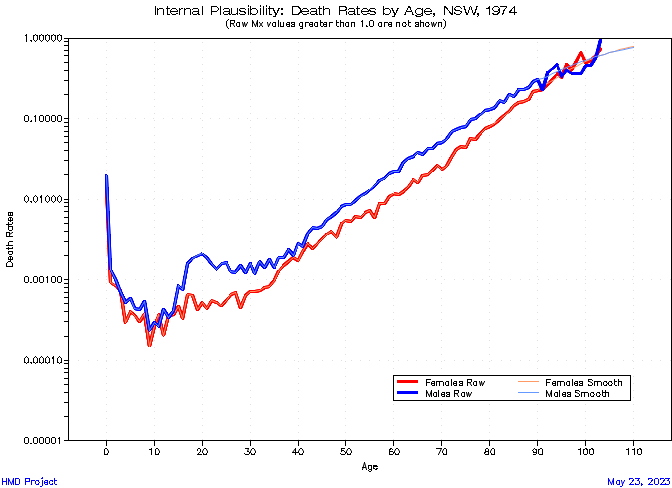 Internal Plausibility: Death Rates by Age, NSW, 1974
(Raw Mx values greater than 1.0 are not shown)
1.00000
0.10000
0.01000
0.00100
0.00010
0.00001
Death Rates
Females Raw
Females Smooth
Males Raw
Males Smooth
0 10 20 30 40 50 60 70 80 90 100 110
Age
HMD Project
May 23, 2023